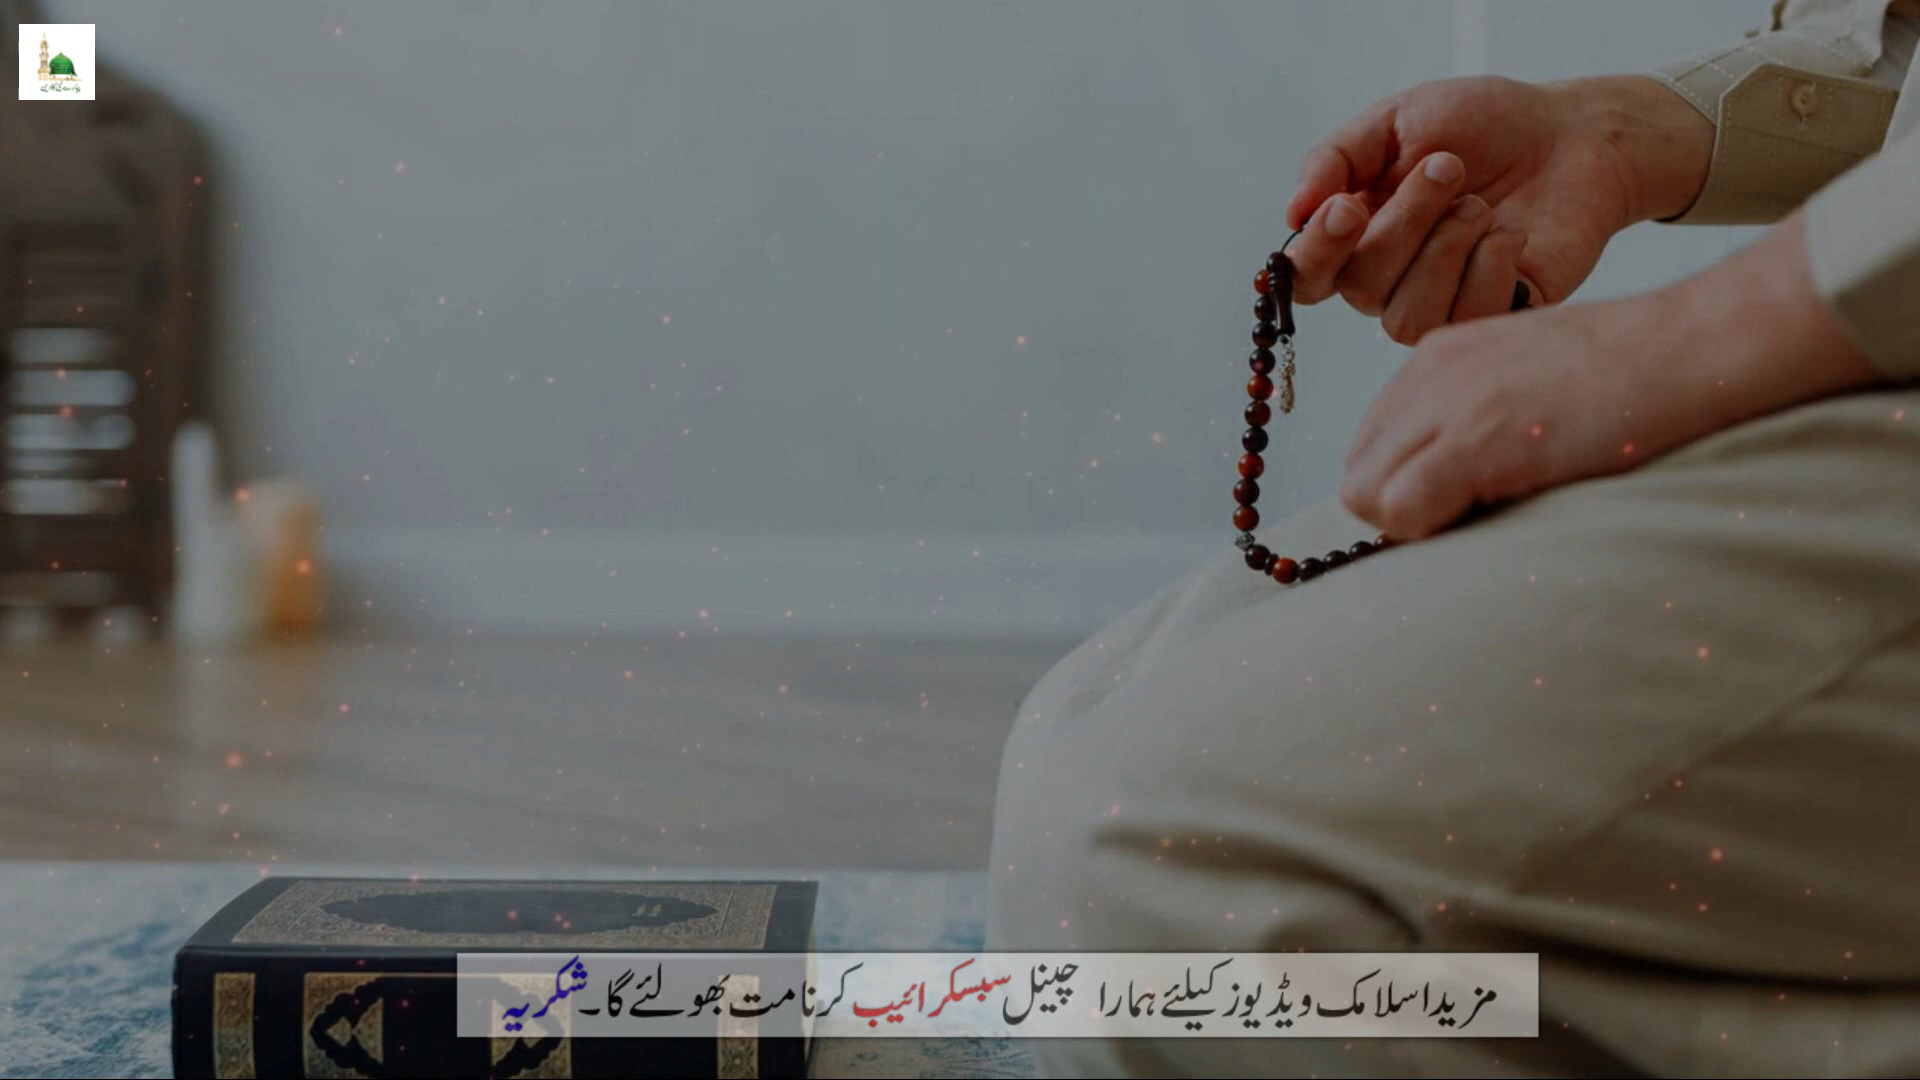 مزید اسلامک ویڈیوز کیلئے ہمارا چینل سبسکرائیب کرنا مت بھولئے گا۔ شکریہ